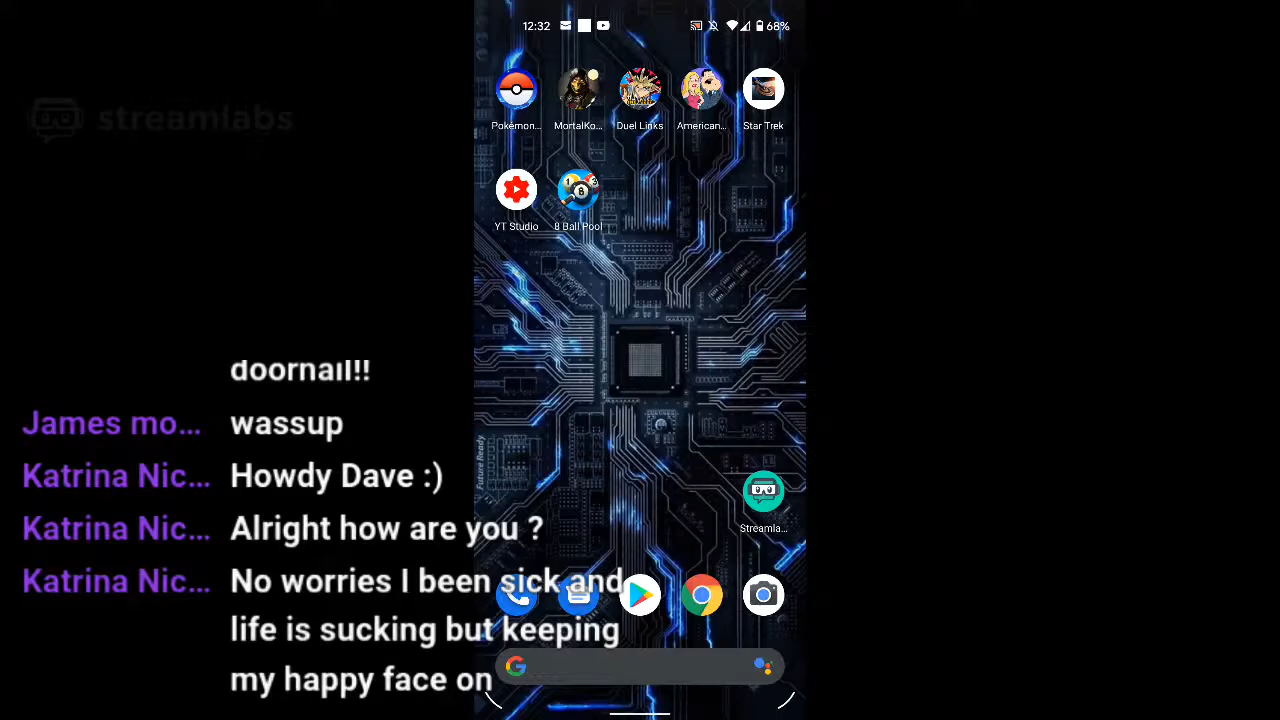 12:32
68%
streamlabs
Pokémon...
MortalKo...
Duel Links
American...
Star Trek
YT Studio
8 Ball Pool
doornail!!
James mo... wassup
Katrina Nic... Howdy Dave :)
Future Ready
Katrina Nic... Alright how are you ?
Streamla...
Katrina Nic... No worries I been sick and
life is sucking but keeping
my happy face on